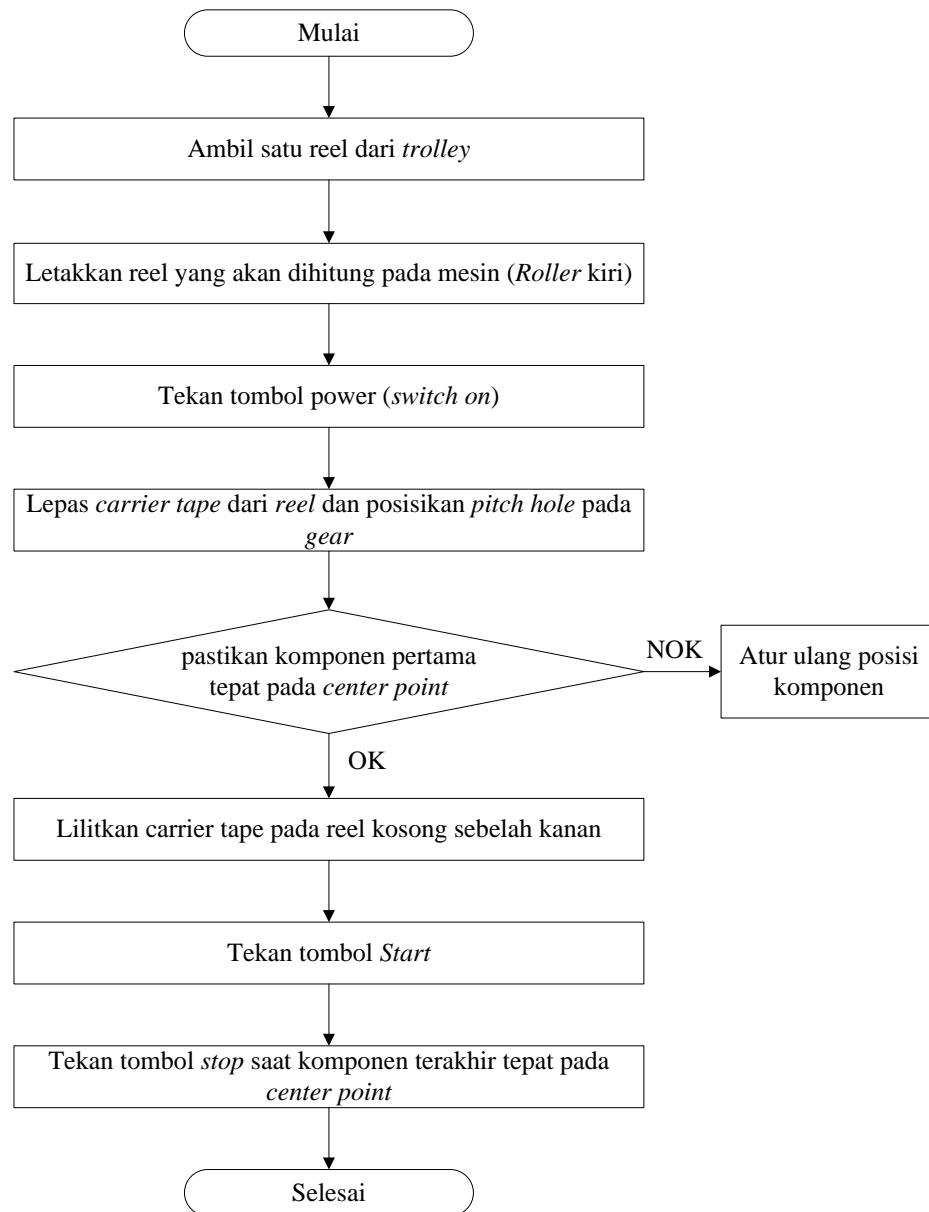 Mulai
Ambil satu reel dari trolley
Letakkan reel yang akan dihitung pada mesin (Roller kiri)
Tekan tombol power (switch on)
Lepas carrier tape dari reel dan posisikan pitch hole pada
gear
pastikan komponen pertama
tepat pada center point
NOK
Atur ulang posisi
komponen
OK
Lilitkan carrier tape pada reel kosong sebelah kanan
Tekan tombol Start
Tekan tombol stop saat komponen terakhir tepat pada
center point
Selesai